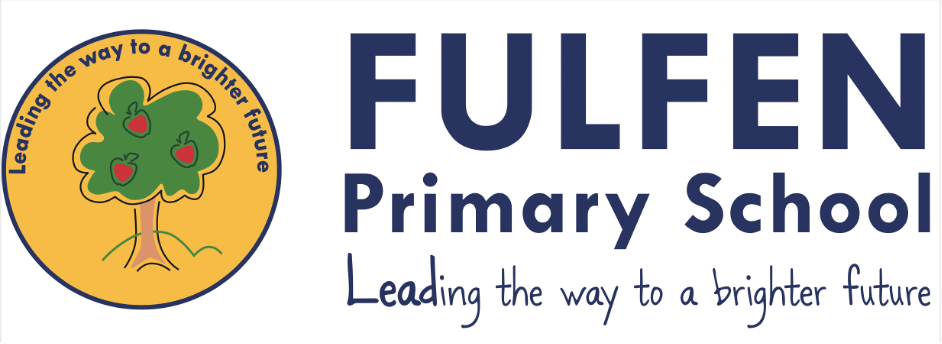 Leading the way to a brighter future
FULFEN
Primary School
Leading the way to a brighter future